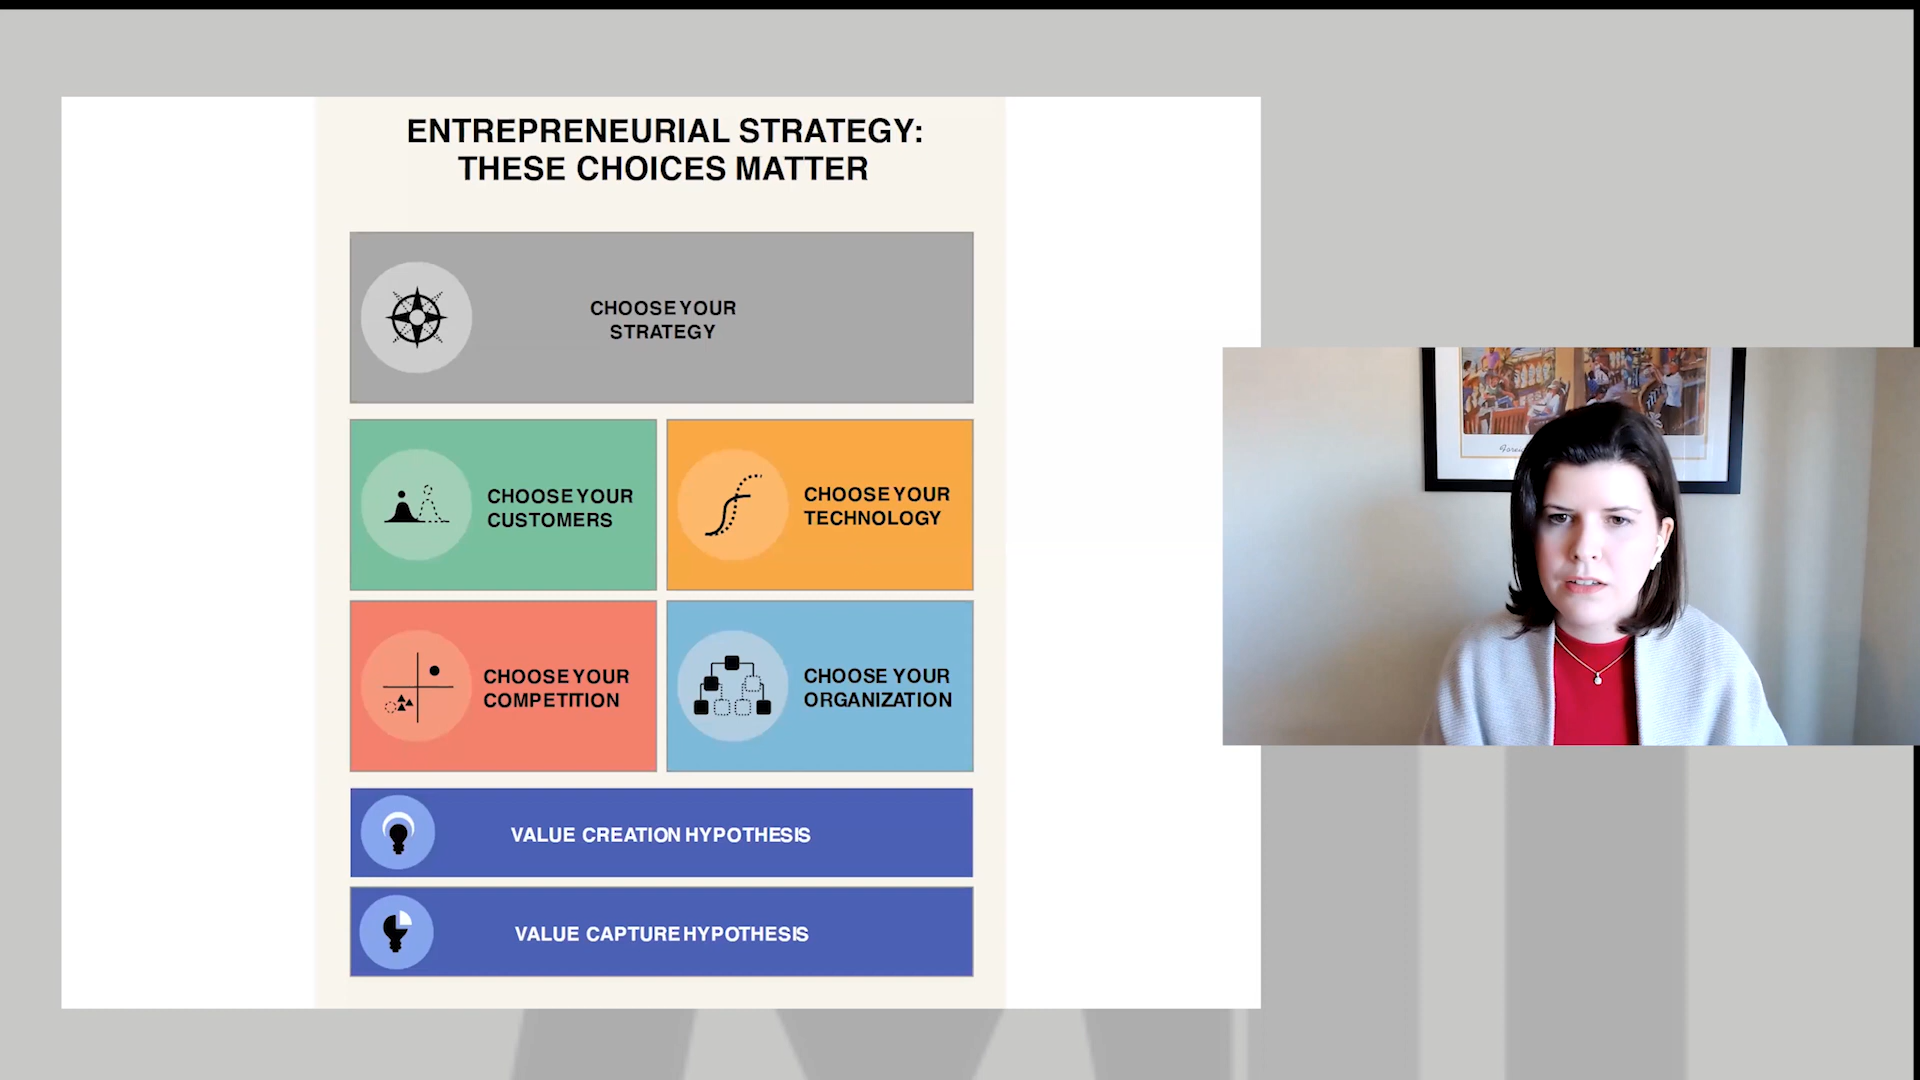 ENTREPRENEURIAL STRATEGY:
THESE CHOICES MATTER
CHOOSE YOUR
STRATEGY
CHOOSE YOUR
CUSTOMERS
CHOOSE YOUR
TECHNOLOGY
CHOOSE YOUR
COMPETITION
CHOOSE YOUR
ORGANIZATION
VALUE CREATION HYPOTHESIS
VALUE CAPTURE HYPOTHESIS